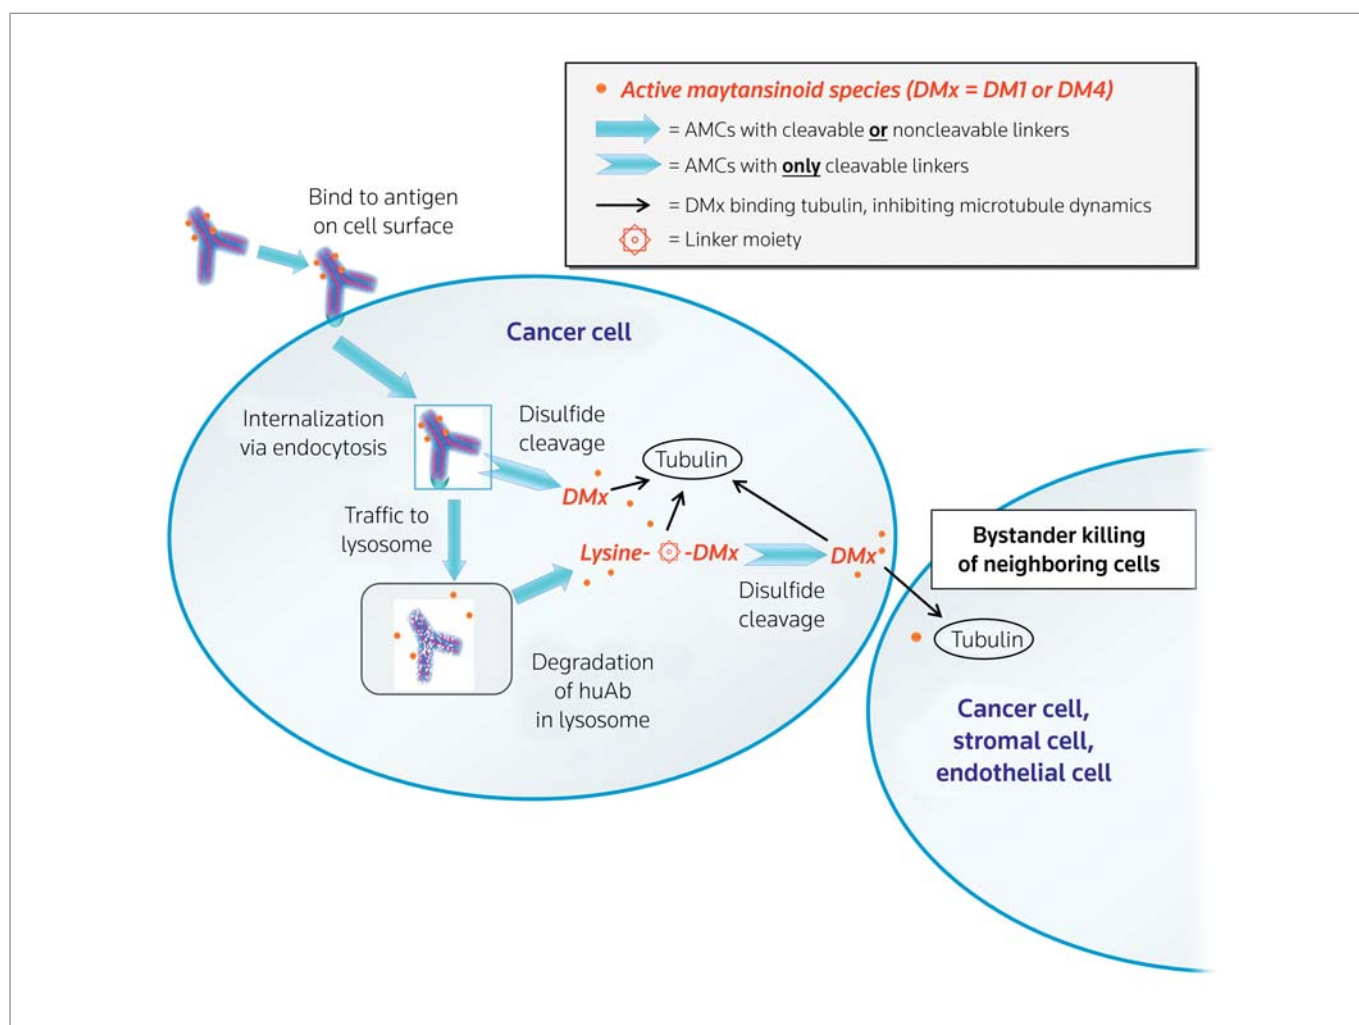 Active maytansinoid species (DMx = DM1 or DM4)
= AMCs with cleavable or noncleavable linkers
= AMCs with only cleavable linkers
= DMx binding tubulin, inhibiting microtubule dynamics
= Linker moiety
Bind to antigen
on cell surface
Cancer cell
Internalization
via endocytosis
Disulfide
cleavage
Tubulin
DMx
Traffic to
lysosome
Lysine- -DMx
DMx
Disulfide
cleavage
Degradation
of huAb
in lysosome
Bystander killing
of neighboring cells
Tubulin
Cancer cell,
stromal cell,
endothelial cell